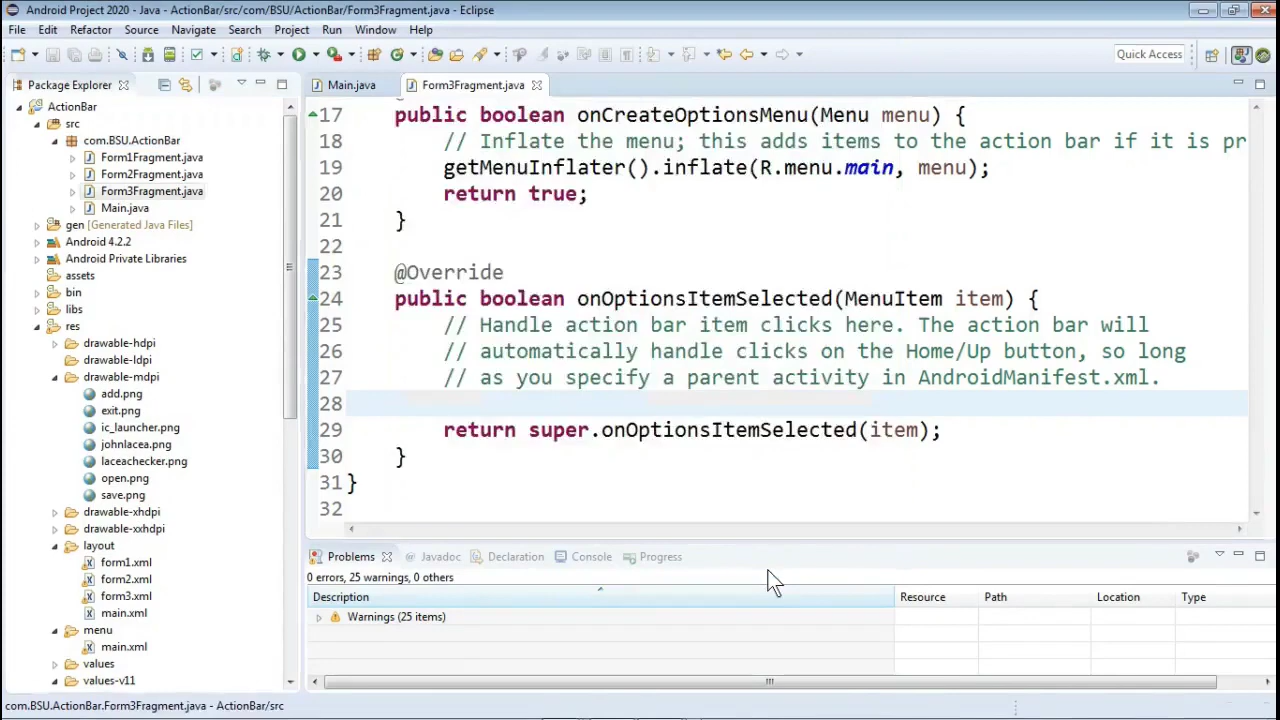 Android Project 2020 - Java - ActionBar/src/com/BSU/ActionBar/Form3Fragment.java - Eclipse
File Edit Refactor Source Navigate Search Project Run Window Help
Quick Access
Package Explorer
ActionBar
src
com.BSU.ActionBar
Form1Fragment.java
Form2Fragment.java
Form3Fragment.java
Main.java
gen [Generated Java Files]
Android 4.2.2
Android Private Libraries
assets
bin
libs
res
drawable-hdpi
drawable-ldpi
drawable-mdpi
add.png
exit.png
ic_launcher.png
johnlacea.png
laceachecker.png
open.png
save.png
drawable-xhdpi
drawable-xxhdpi
layout
form1.xml
form2.xml
form3.xml
main.xml
menu
main.xml
values
values-v11
Main.java Form3Fragment.java
17 public boolean onCreateOptionsMenu(Menu menu) {
18 // Inflate the menu; this adds items to the action bar if it is pr
19 getMenuInflater().inflate(R.menu.main, menu);
20 return true;
21 }
22
23 @Override
24 public boolean onOptionsItemSelected(MenuItem item) {
25 // Handle action bar item clicks here. The action bar will
26 // automatically handle clicks on the Home/Up button, so long
27 // as you specify a parent activity in AndroidManifest.xml.
28
29 return super.onOptionsItemSelected(item);
30 }
31 }
32
Problems Javadoc Declaration Console Progress
0 errors, 25 warnings, 0 others
Description Resource Path Location Type
Warnings (25 items)
com.BSU.ActionBar.Form3Fragment.java - ActionBar/src